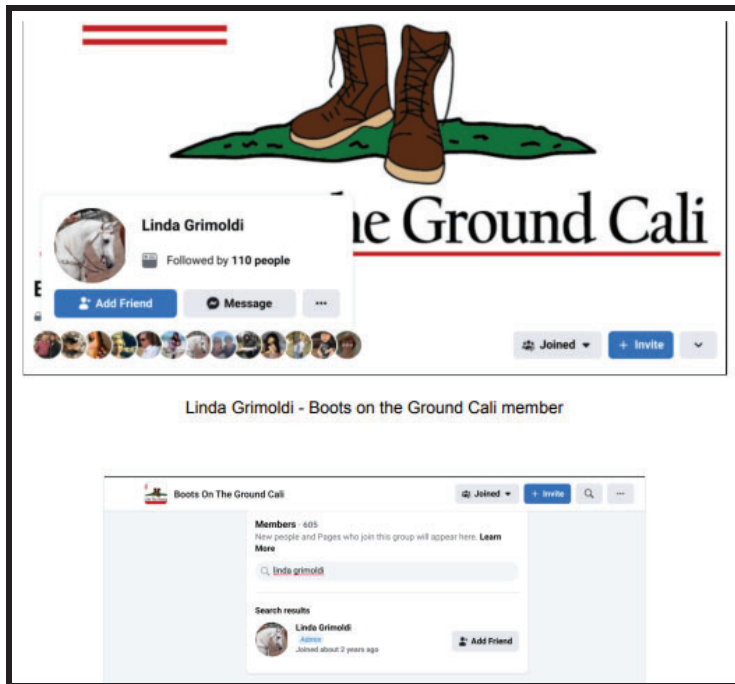 he Ground Cali
Linda Grimoldi
Followed by 110 people
Add Friend
Message
Joined
+ Invite
Linda Grimoldi - Boots on the Ground Cali member
Boots On The Ground Cali
Joined
+ Invite
Members · 605
New people and Pages who join this group will appear here. Learn
More
linda grimoldi
Search results
Linda Grimoldi
Admin
Joined about 2 years ago
Add Friend